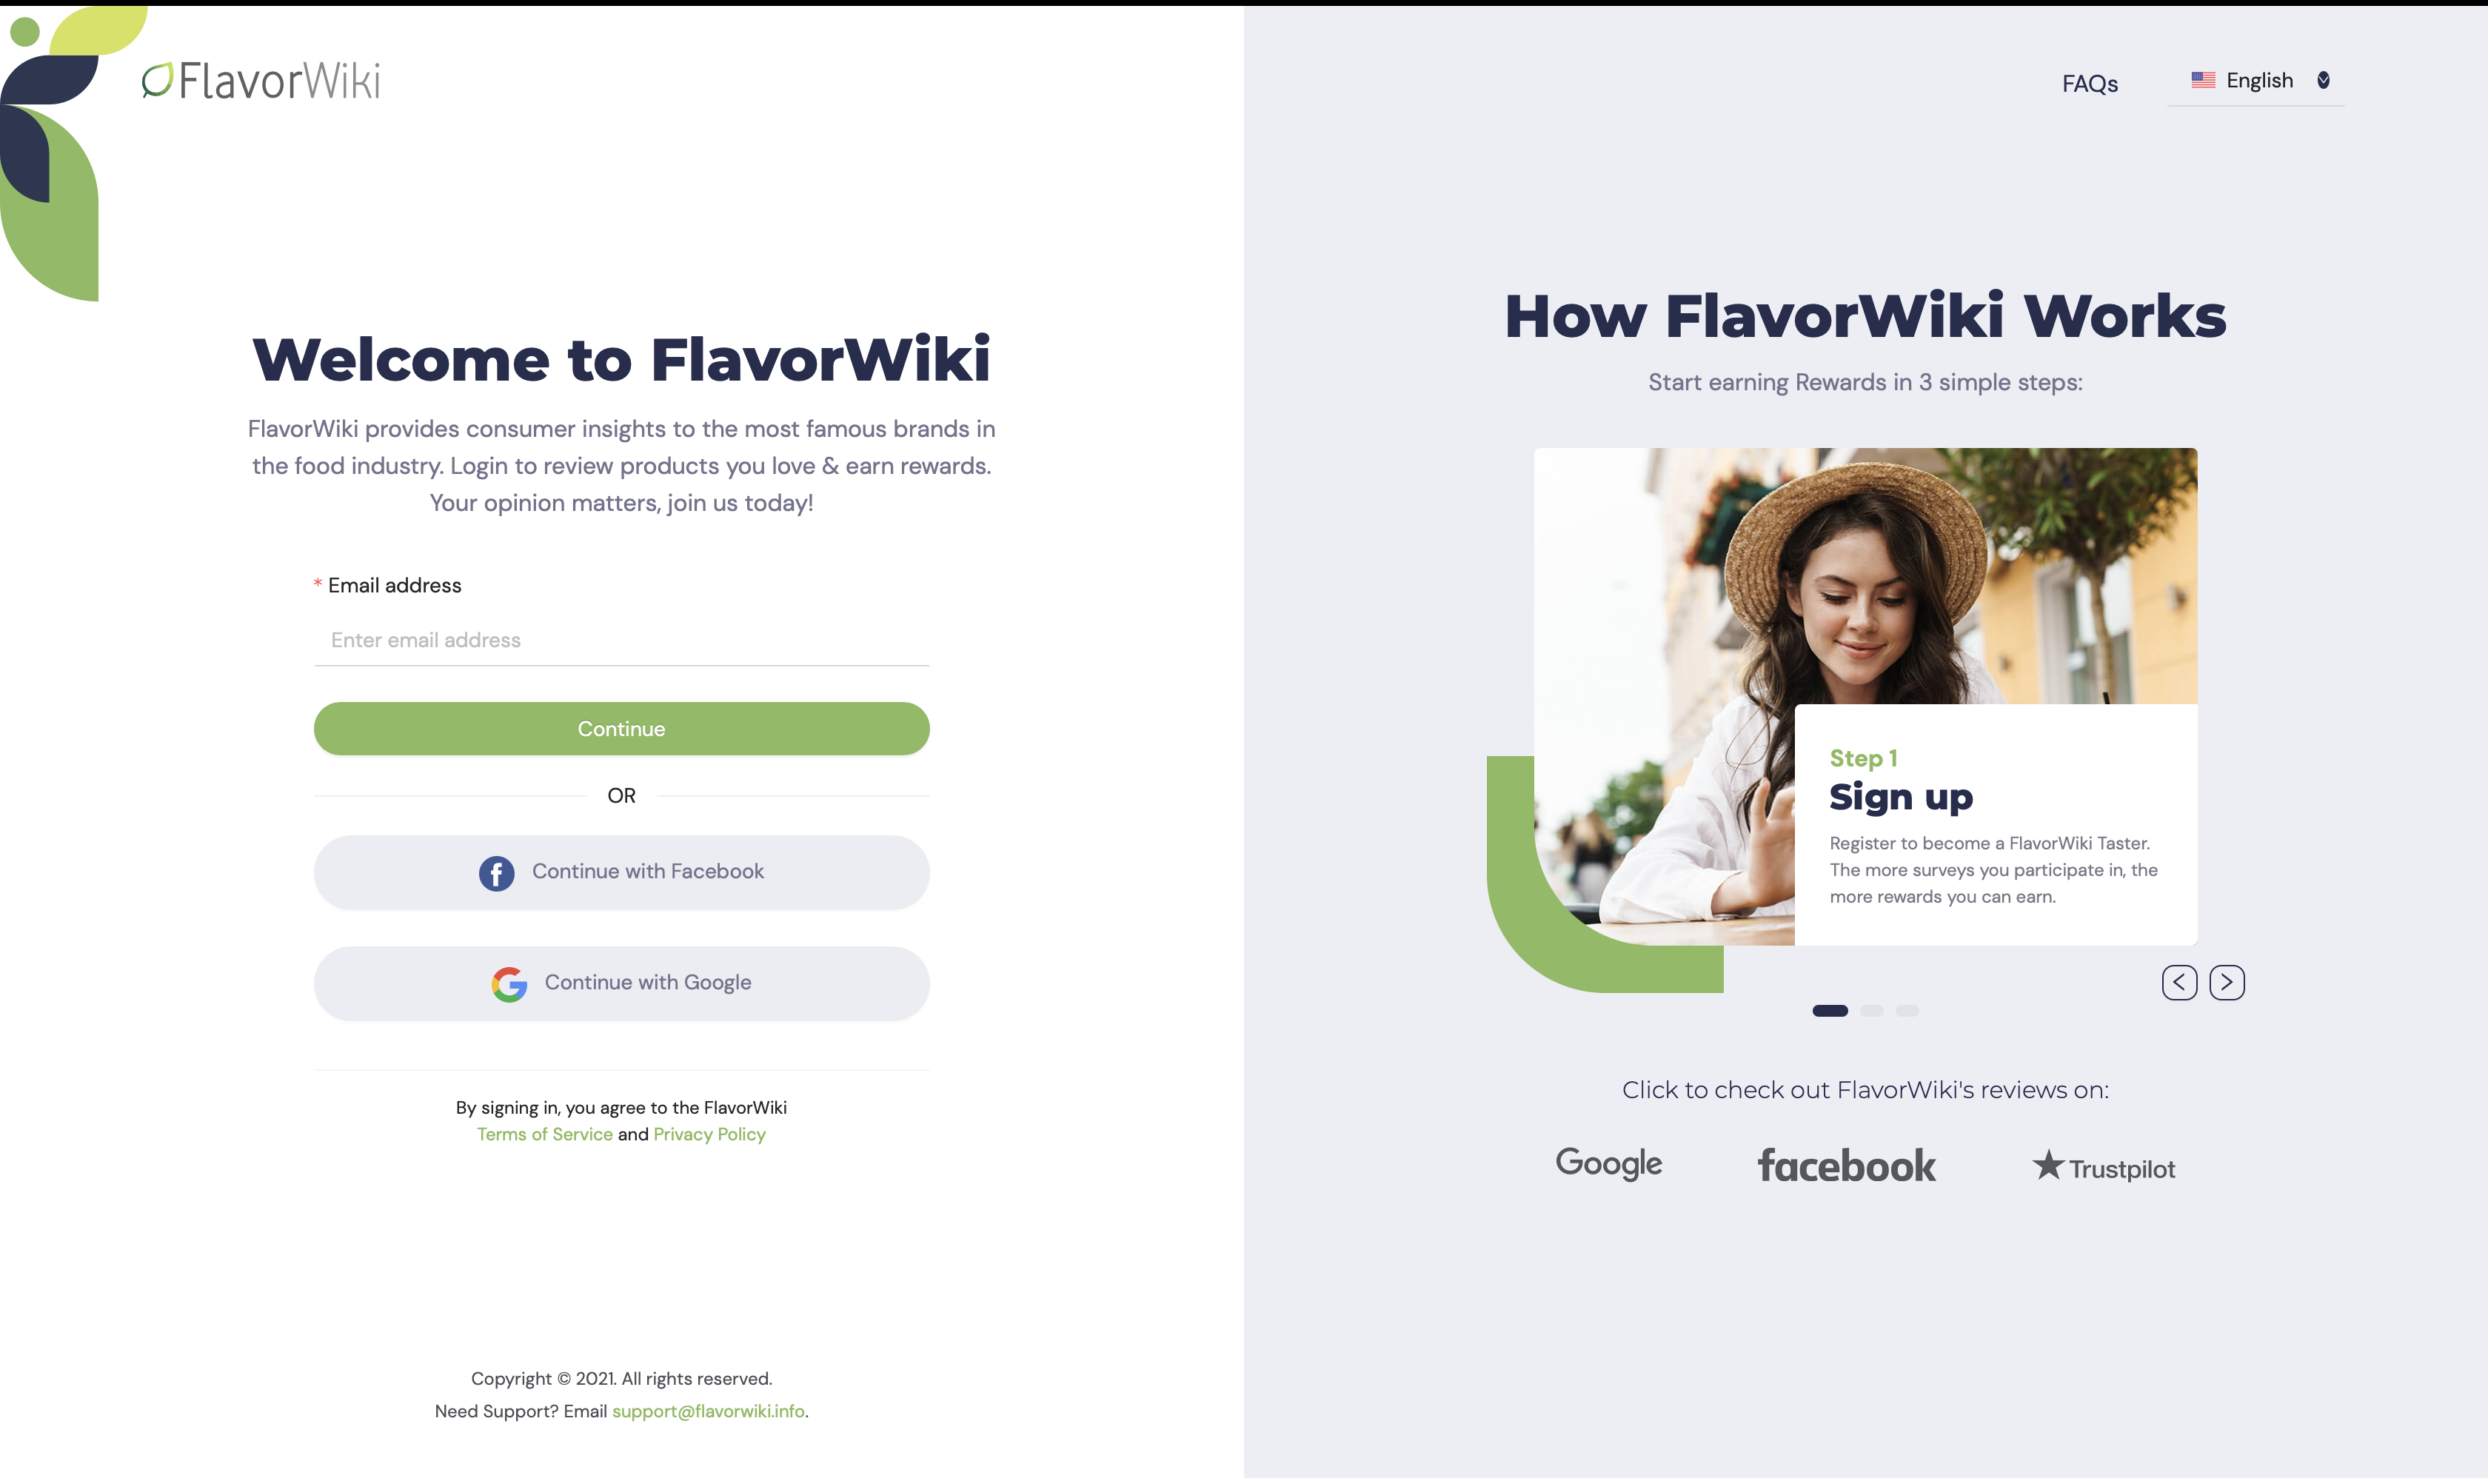 FlavorWiki
FAQs
English
Welcome to FlavorWiki
FlavorWiki provides consumer insights to the most famous brands in
the food industry. Login to review products you love & earn rewards.
Your opinion matters, join us today!
* Email address
Enter email address
Continue
OR
Continue with Facebook
Continue with Google
By signing in, you agree to the FlavorWiki
Terms of Service and Privacy Policy
Copyright © 2021. All rights reserved.
Need Support? Email support@flavorwiki.info.
How FlavorWiki Works
Start earning Rewards in 3 simple steps:
Step 1
Sign up
Register to become a FlavorWiki Taster.
The more surveys you participate in, the
more rewards you can earn.
Click to check out FlavorWiki's reviews on:
Google
facebook
Trustpilot